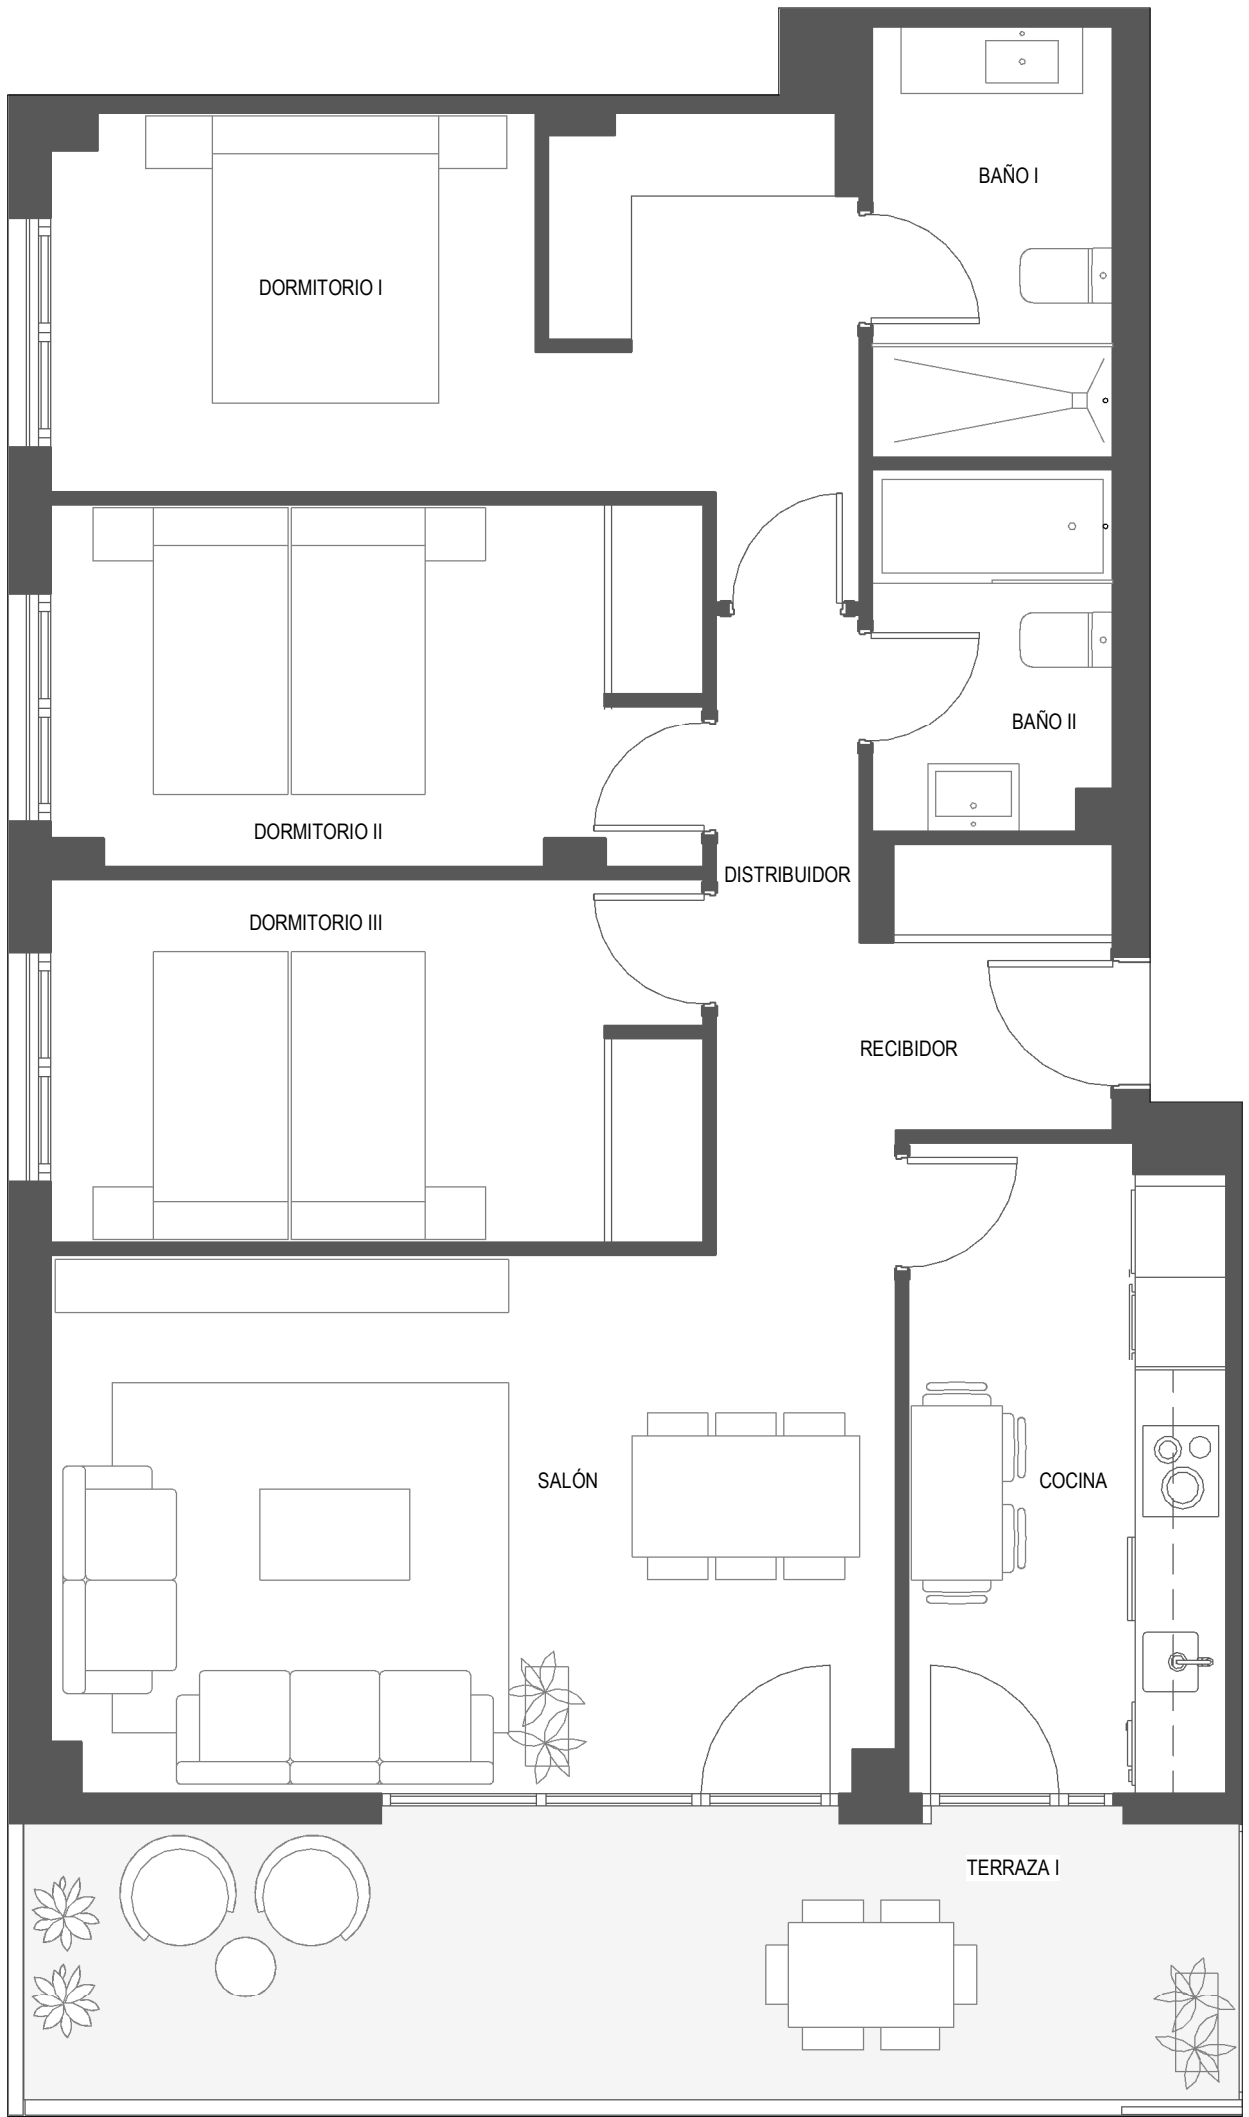 BAÑO I
DORMITORIO I
BAÑO II
DORMITORIO II
DISTRIBUIDOR
DORMITORIO III
RECIBIDOR
SALÓN
COCINA
TERRAZA I